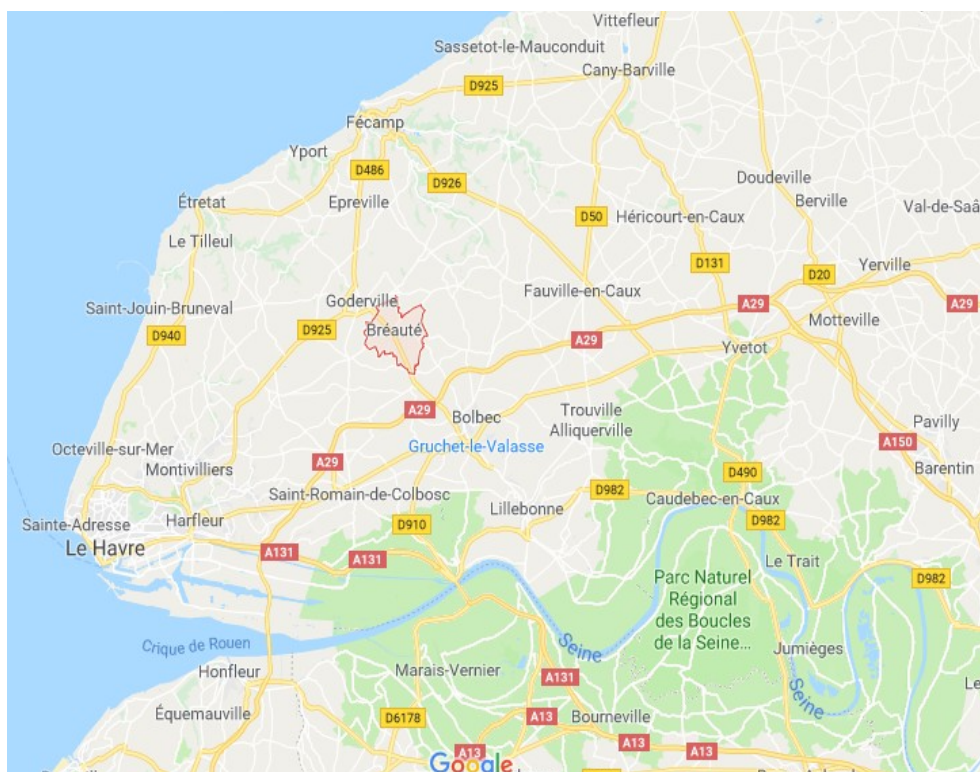 Vittefleur
Sassetot-le-Mauconduit
Cany-Barville
D925
Fécamp
Yport
D486
D926
Doudeville
Étretat
Epreville
Berville
Val-de-Saâ
D50
Héricourt-en-Caux
Le Tilleul
D131
Yerville
D20
Fauville-en-Caux
Goderville
Saint-Jouin-Bruneval
A29
A29
D925
Bréauté
Motteville
D940
A29
Yvetot
A29
Bolbec
Trouville
Alliquerville
Pavilly
Gruchet-le-Valasse
A150
Octeville-sur-Mer
A29
Montivilliers
Barentin
D490
Saint-Romain-de-Colbosc
D982
Caudebec-en-Caux
Lillebonne
Sainte-Adresse
Harfleur
D910
D982
Le Havre
A131
A131
Le Trait
Parc Naturel
Régional
des Boucles
de la Seine...
D982
Crique de Rouen
Seine
Jumièges
Honfleur
Marais-Vernier
A131
Seine
Le
Équemauville
D6178
A13
Bourneville
A13
A13
Google